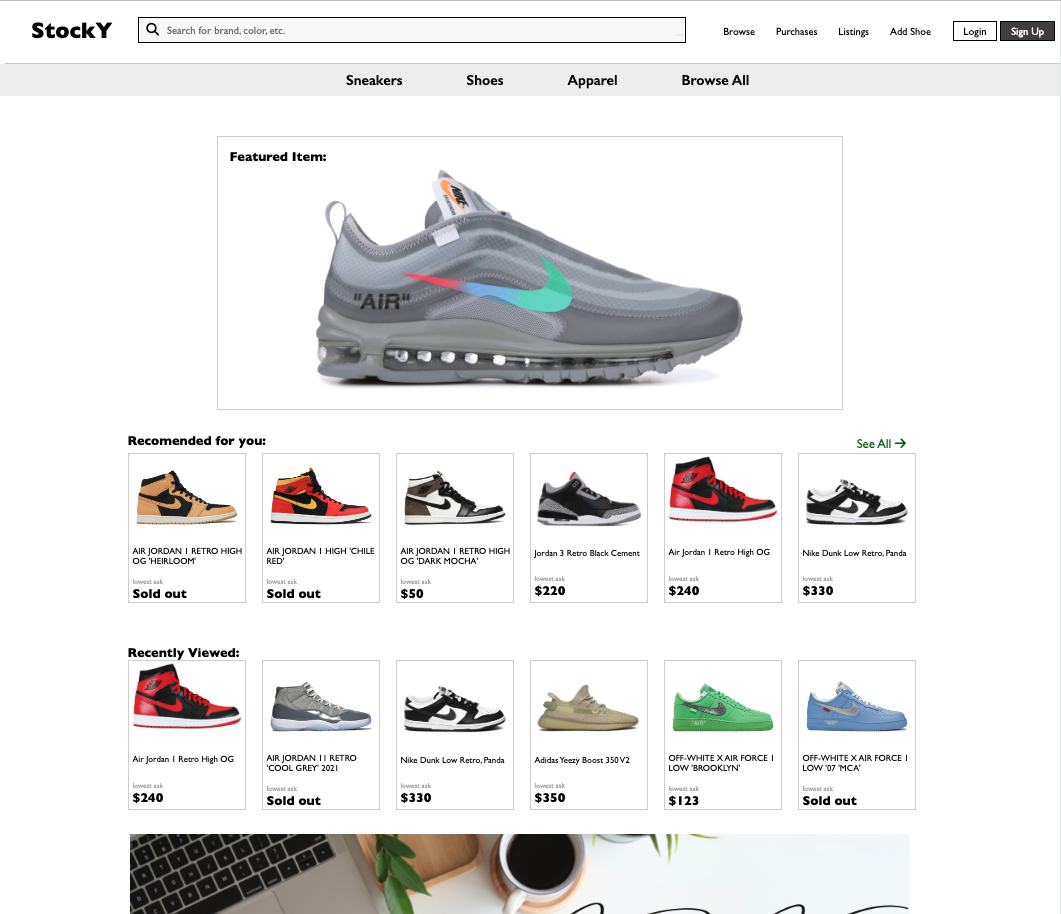 StockY
Search for brand, color, etc.
Browse
Purchases
Listings
Add Shoe
Login
Sign Up
Sneakers
Shoes
Apparel
Browse All
Featured Item:
NIKE
"AIR"
Recomended for you:
See All →
AIR JORDAN 1 RETRO HIGH
OG 'HEIRLOOM'
lowest ask
Sold out
AIR JORDAN 1 HIGH 'CHILE
RED'
lowest ask
Sold out
AIR JORDAN 1 RETRO HIGH
OG 'DARK MOCHA'
lowest ask
$50
Jordan 3 Retro Black Cement
lowest ask
$220
Air Jordan 1 Retro High OG
lowest ask
$240
Nike Dunk Low Retro, Panda
lowest ask
$330
Recently Viewed:
Air Jordan 1 Retro High OG
lowest ask
$240
AIR JORDAN 11 RETRO
'COOL GREY' 2021
lowest ask
Sold out
Nike Dunk Low Retro, Panda
lowest ask
$330
Adidas Yeezy Boost 350 V2
lowest ask
$350
"AIR"
OFF-WHITE X AIR FORCE 1
LOW 'BROOKLYN'
lowest ask
$123
"AIR"
OFF-WHITE X AIR FORCE 1
LOW '07 'MCA'
lowest ask
Sold out